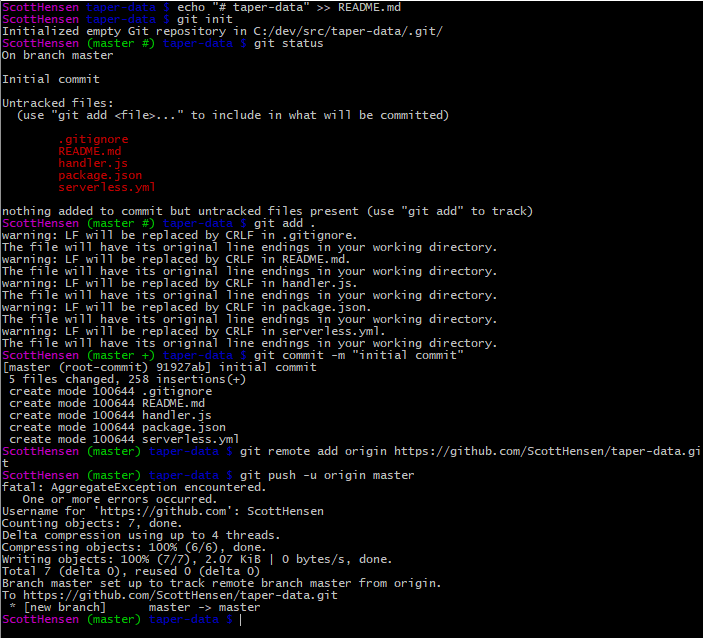 ScottHensen taper-data $ echo "# taper-data" >> README.md
ScottHensen taper-data $ git init
Initialized empty Git repository in C:/dev/src/taper-data/.git/
ScottHensen (master #) taper-data $ git status
On branch master
Initial commit
Untracked files:
(use "git add <file>..." to include in what will be committed)
.gitignore
README.md
handler.js
package.json
serverless.yml
nothing added to commit but untracked files present (use "git add" to track)
ScottHensen (master #) taper-data $ git add .
warning: LF will be replaced by CRLF in .gitignore.
The file will have its original line endings in your working directory.
warning: LF will be replaced by CRLF in README.md.
The file will have its original line endings in your working directory.
warning: LF will be replaced by CRLF in handler.js.
The file will have its original line endings in your working directory.
warning: LF will be replaced by CRLF in package.json.
The file will have its original line endings in your working directory.
warning: LF will be replaced by CRLF in serverless.yml.
The file will have its original line endings in your working directory.
ScottHensen (master +) taper-data $ git commit -m "initial commit"
[master (root-commit) 91927ab] initial commit
5 files changed, 258 insertions(+)
create mode 100644 .gitignore
create mode 100644 README.md
create mode 100644 handler.js
create mode 100644 package.json
create mode 100644 serverless.yml
ScottHensen (master) taper-data $ git remote add origin https://github.com/ScottHensen/taper-data.gi
t
ScottHensen (master) taper-data $ git push -u origin master
fatal: AggregateException encountered.
One or more errors occurred.
Username for 'https://github.com': ScottHensen
Counting objects: 7, done.
Delta compression using up to 4 threads.
Compressing objects: 100% (6/6), done.
Writing objects: 100% (7/7), 2.07 KiB | 0 bytes/s, done.
Total 7 (delta 0), reused 0 (delta 0)
Branch master set up to track remote branch master from origin.
To https://github.com/ScottHensen/taper-data.git
* [new branch] master -> master
ScottHensen (master) taper-data $